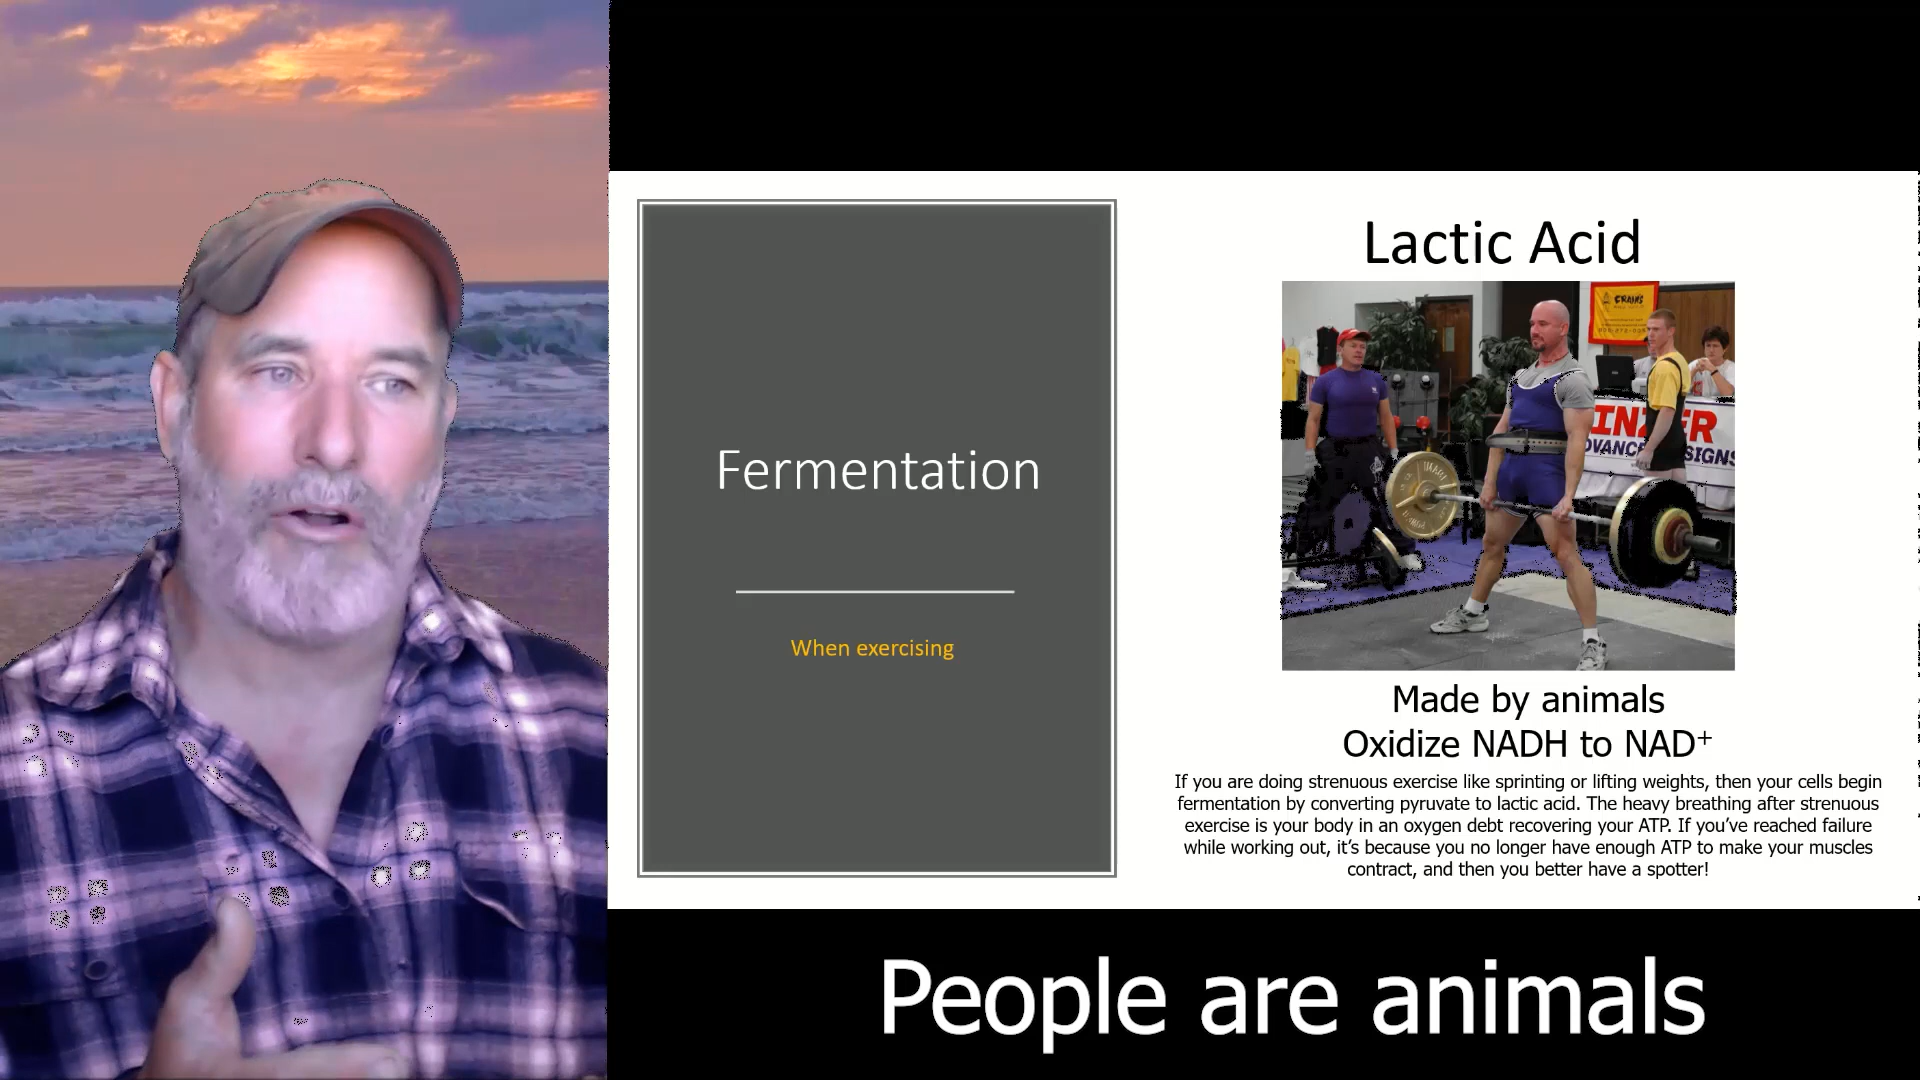 Fermentation
When exercising
Lactic Acid
CRAIN'S
INZER
ADVANCE DESIGNS
Made by animals
Oxidize NADH to NAD⁺
If you are doing strenuous exercise like sprinting or lifting weights, then your cells begin
fermentation by converting pyruvate to lactic acid. The heavy breathing after strenuous
exercise is your body in an oxygen debt recovering your ATP. If you’ve reached failure
while working out, it’s because you no longer have enough ATP to make your muscles
contract, and then you better have a spotter!
People are animals